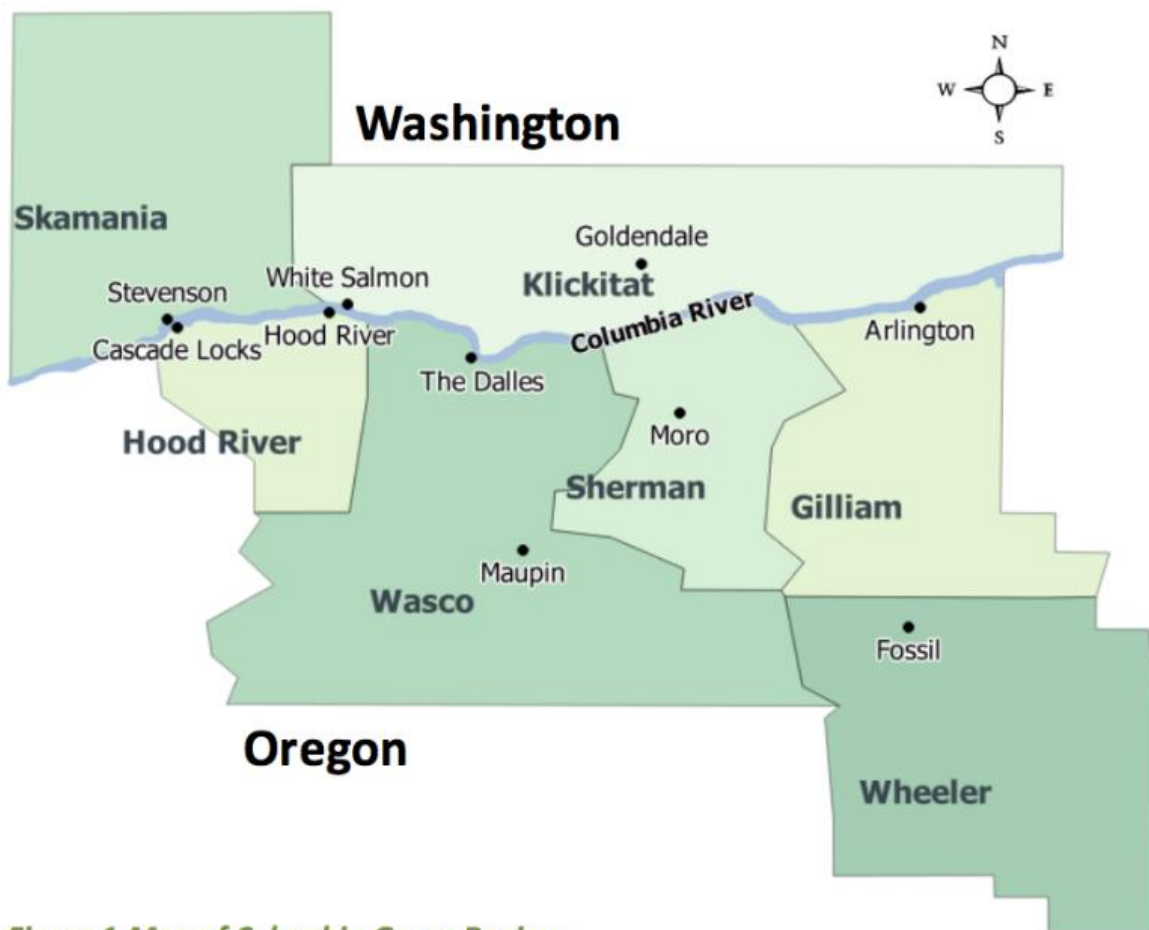 N
W E
S
Washington
Skamania
Goldendale
Klickitat
White Salmon
Stevenson
Columbia River
Hood River
Arlington
Cascade Locks
The Dalles
Moro
Hood River
Sherman
Gilliam
Maupin
Wasco
Fossil
Oregon
Wheeler